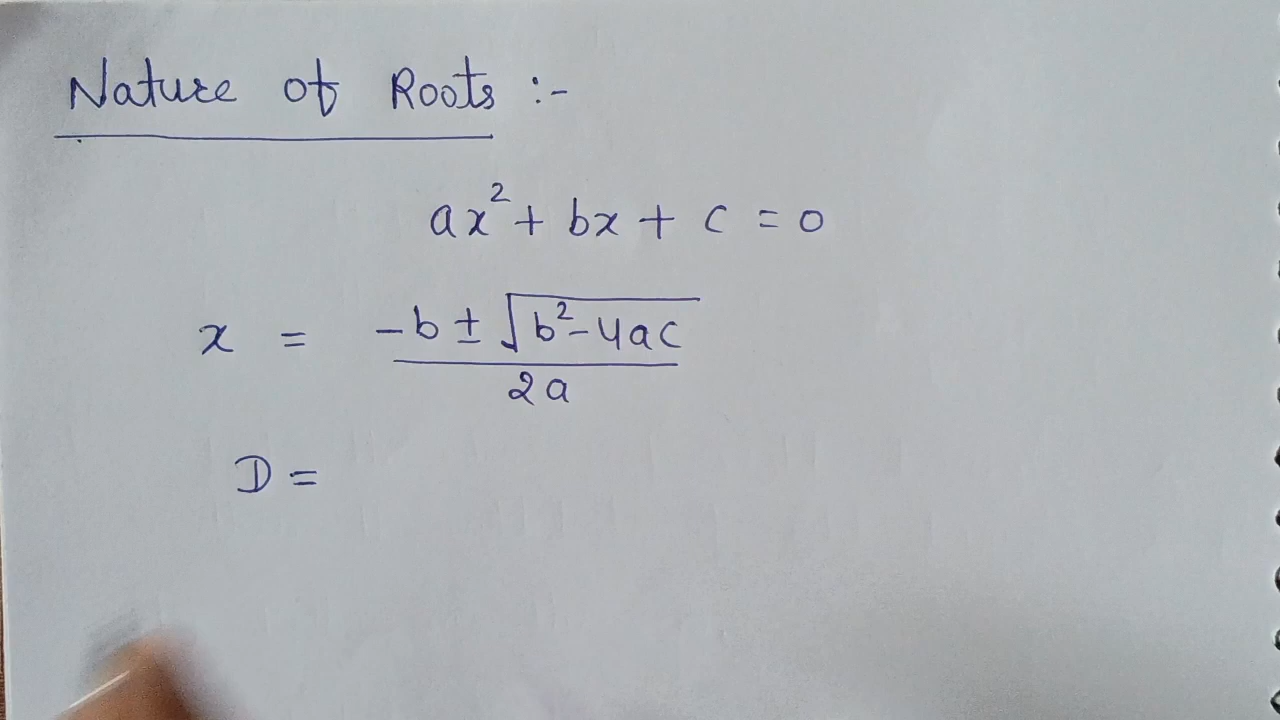 Nature of Roots :-
ax² + bx + c = 0
x = -b ± √b²-4ac / 2a
D =